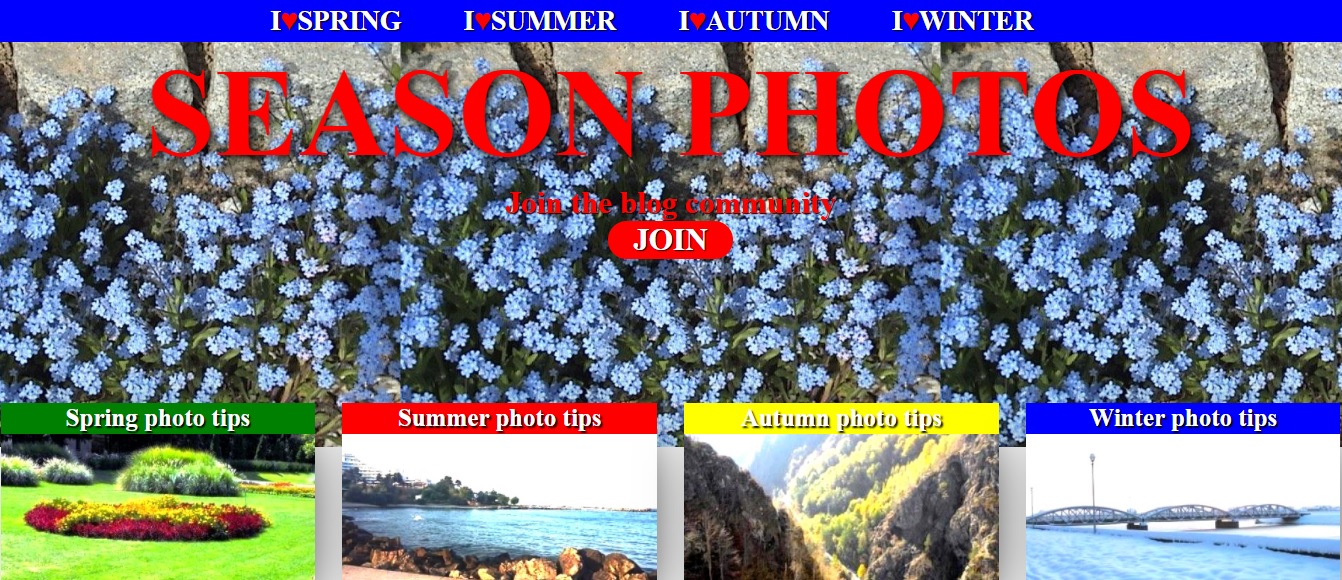 I♥SPRING I♥SUMMER I♥AUTUMN I♥WINTER
SEASON PHOTOS
Join the blog community
JOIN
Spring photo tips Summer photo tips Autumn photo tips Winter photo tips